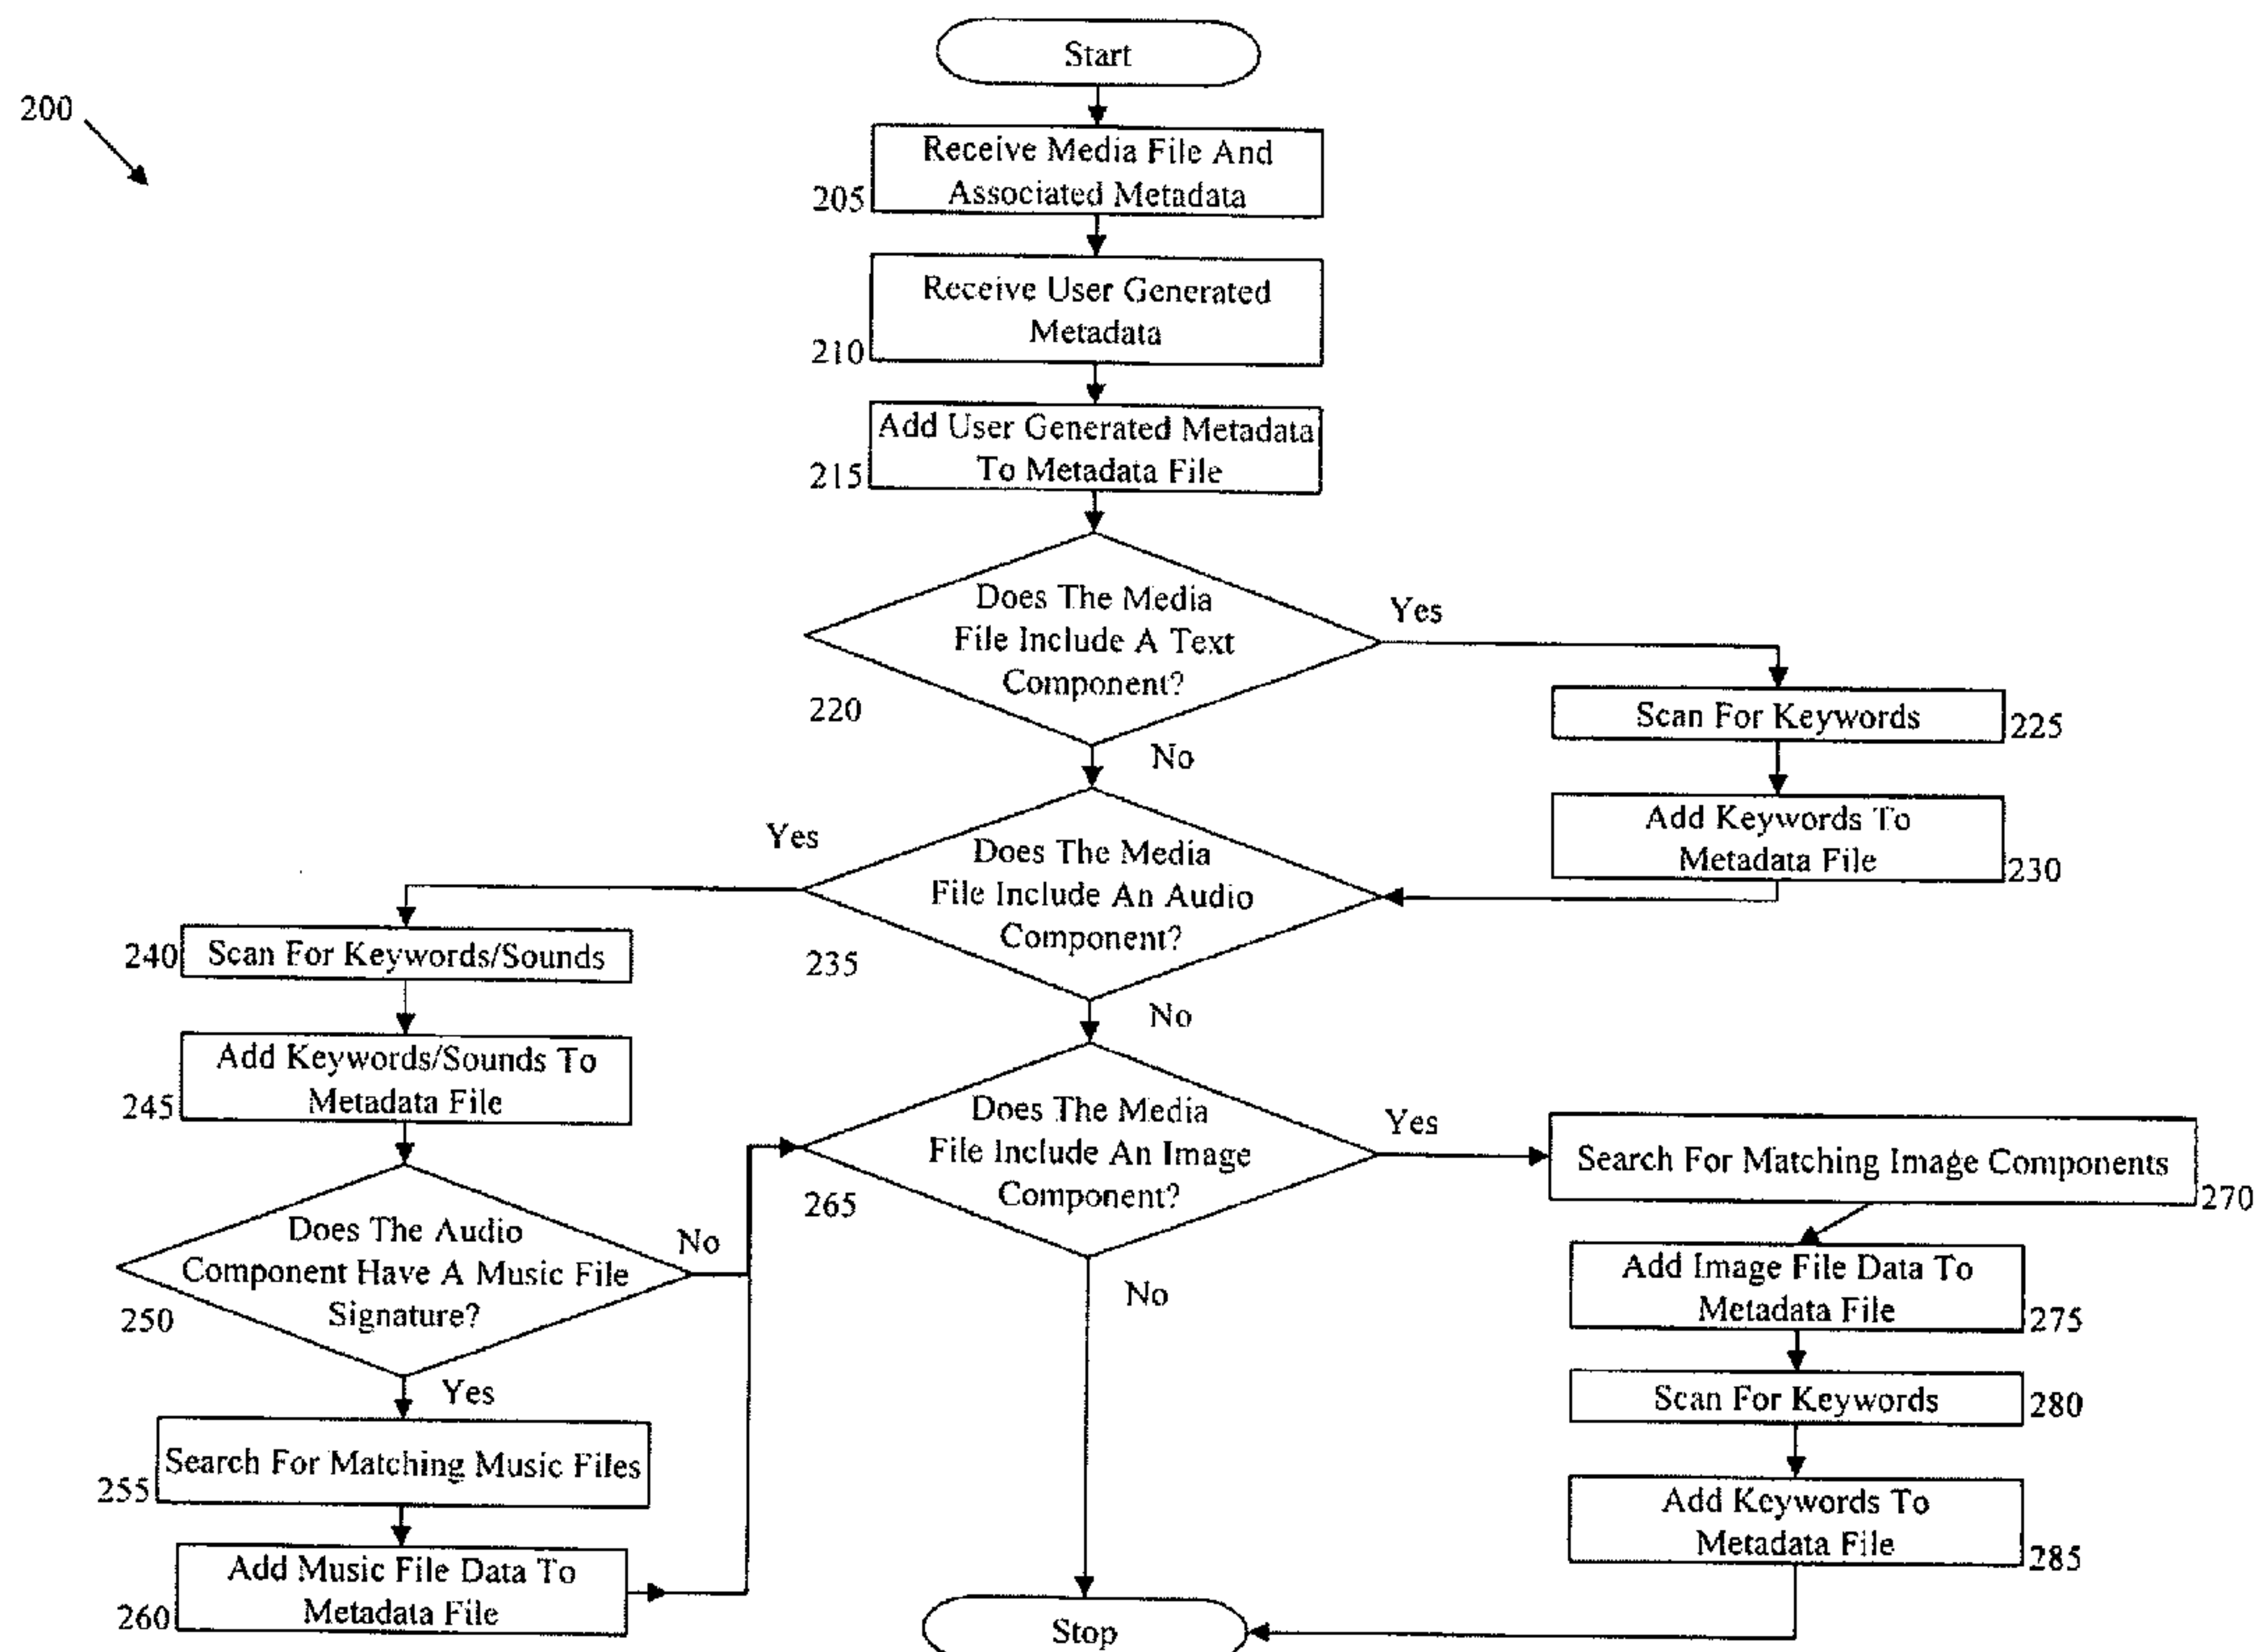 Start
200
Receive Media File And
Associated Metadata
205
Receive User Generated
Metadata
210
Add User Generated Metadata
To Metadata File
215
Does The Media
File Include A Text
Component?
220
Yes
No
Scan For Keywords
225
Add Keywords To
Metadata File
230
Does The Media
File Include An Audio
Component?
235
Yes
No
240
Scan For Keywords/Sounds
Add Keywords/Sounds To
Metadata File
245
Does The Audio
Component Have A Music File
Signature?
250
No
Yes
Search For Matching Music Files
255
Add Music File Data To
Metadata File
260
Does The Media
File Include An Image
Component?
265
Yes
No
Search For Matching Image Components
270
Add Image File Data To
Metadata File
275
Scan For Keywords
280
Add Keywords To
Metadata File
285
Stop